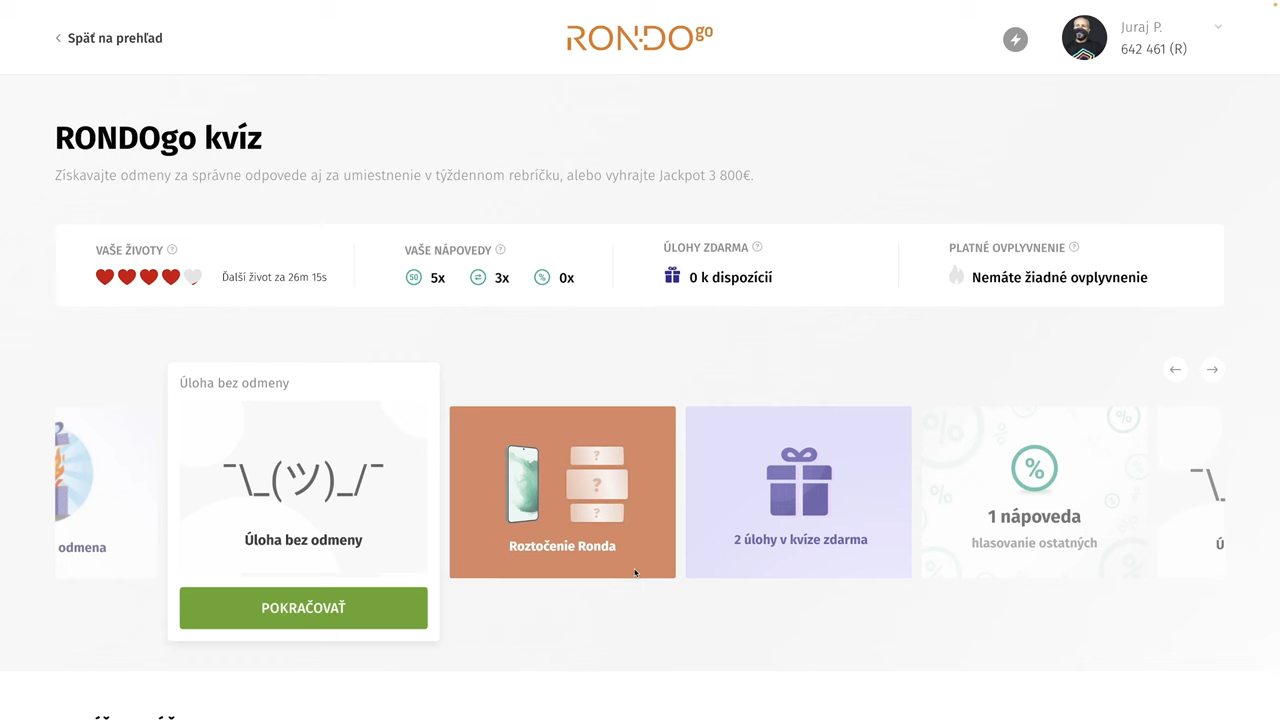 Späť na prehľad
RONDOgo
Juraj P.
642 461 (R)
RONDOgo kvíz
Získavajte odmeny za správne odpovede aj za umiestnenie v týždennom rebríčku, alebo vyhrajte Jackpot 3 800€.
VAŠE ŽIVOTY ?
Ďalší život za 26m 15s
VAŠE NÁPOVEDY ?
50 5x 3x % 0x
ÚLOHY ZDARMA ?
0 k dispozícií
PLATNÉ OVPLYVNENIE ?
Nemáte žiadné ovplyvnenie
← →
odmena
Úloha bez odmeny
¯\_(ツ)_/¯
Úloha bez odmeny
POKRAČOVAŤ
?
?
?
Roztočenie Ronda
2 úlohy v kvíze zdarma
%
1 nápoveda
hlasovanie ostatných
¯\_
Ú